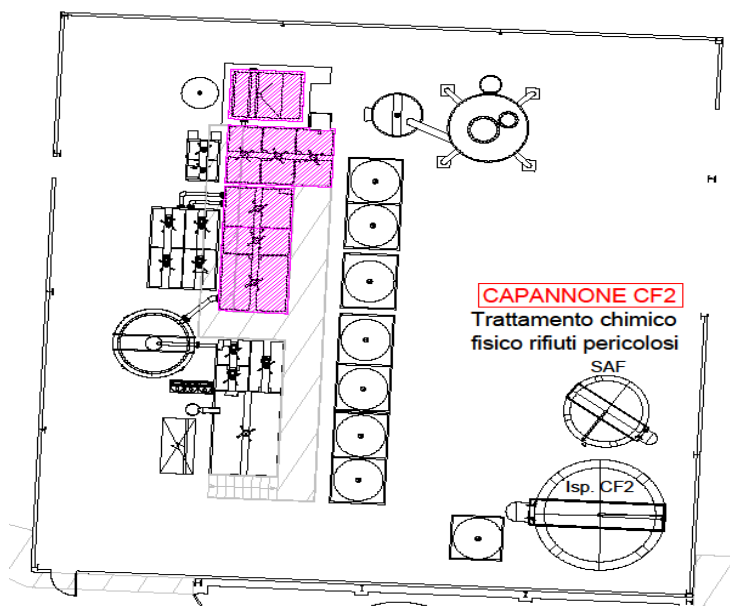 CAPANNONE CF2
Trattamento chimico
fisico rifiuti pericolosi
SAF
Isp. CF2